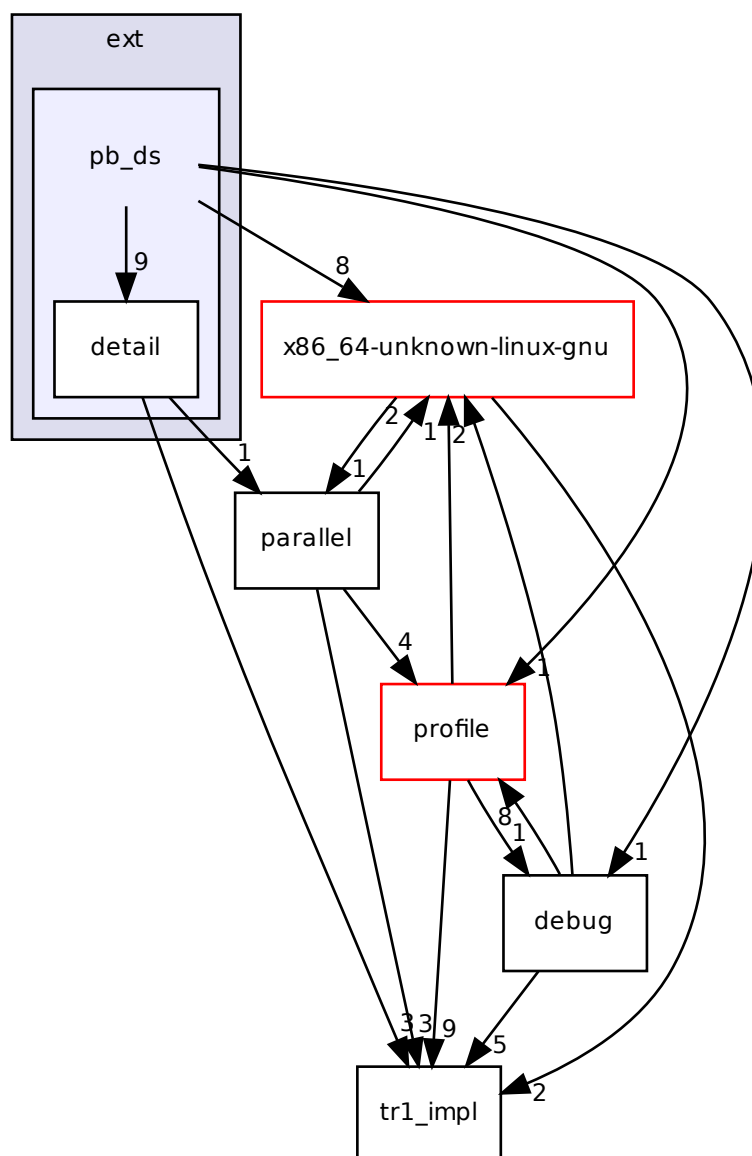 ext
pb_ds
9
8
detail
x86_64-unknown-linux-gnu
2
1
2
1
1
parallel
4
1
profile
8
1
1
debug
3
3
9
5
2
tr1_impl